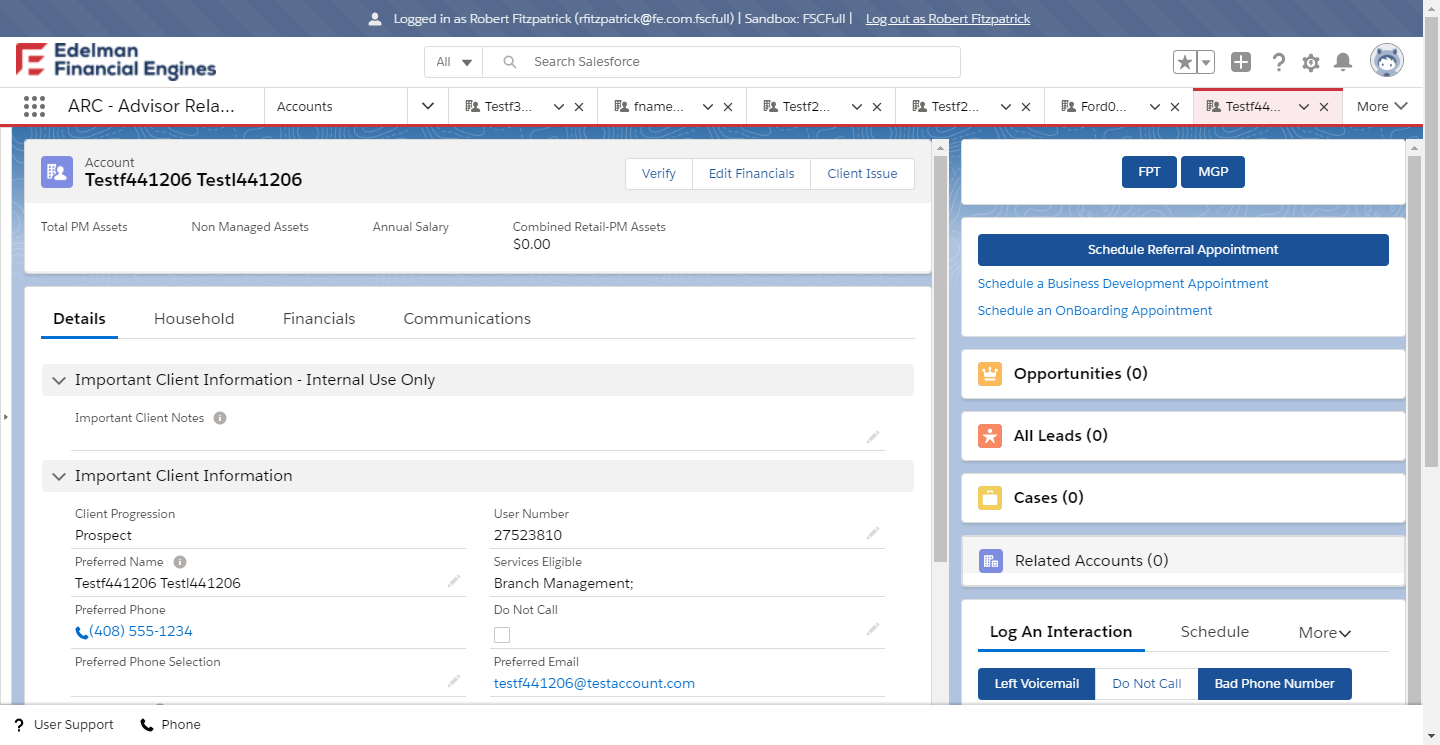 Logged in as Robert Fitzpatrick (rfitzpatrick@fe.com.fscfull) | Sandbox: FSCFull | Log out as Robert Fitzpatrick
Edelman
Financial Engines
All
Search Salesforce
ARC - Advisor Rela...
Accounts
Testf3...
fname...
Testf2...
Testf2...
Ford0...
Testf44...
More
Account
Testf441206 Testl441206
Verify
Edit Financials
Client Issue
Total PM Assets
Non Managed Assets
Annual Salary
Combined Retail-PM Assets
$0.00
Details
Household
Financials
Communications
Important Client Information - Internal Use Only
Important Client Notes
Important Client Information
Client Progression
Prospect
User Number
27523810
Preferred Name
Testf441206 Testl441206
Services Eligible
Branch Management;
Preferred Phone
(408) 555-1234
Do Not Call
Preferred Phone Selection
Preferred Email
testf441206@testaccount.com
FPT
MGP
Schedule Referral Appointment
Schedule a Business Development Appointment
Schedule an OnBoarding Appointment
Opportunities (0)
All Leads (0)
Cases (0)
Related Accounts (0)
Log An Interaction
Schedule
More
Left Voicemail
Do Not Call
Bad Phone Number
? User Support
Phone